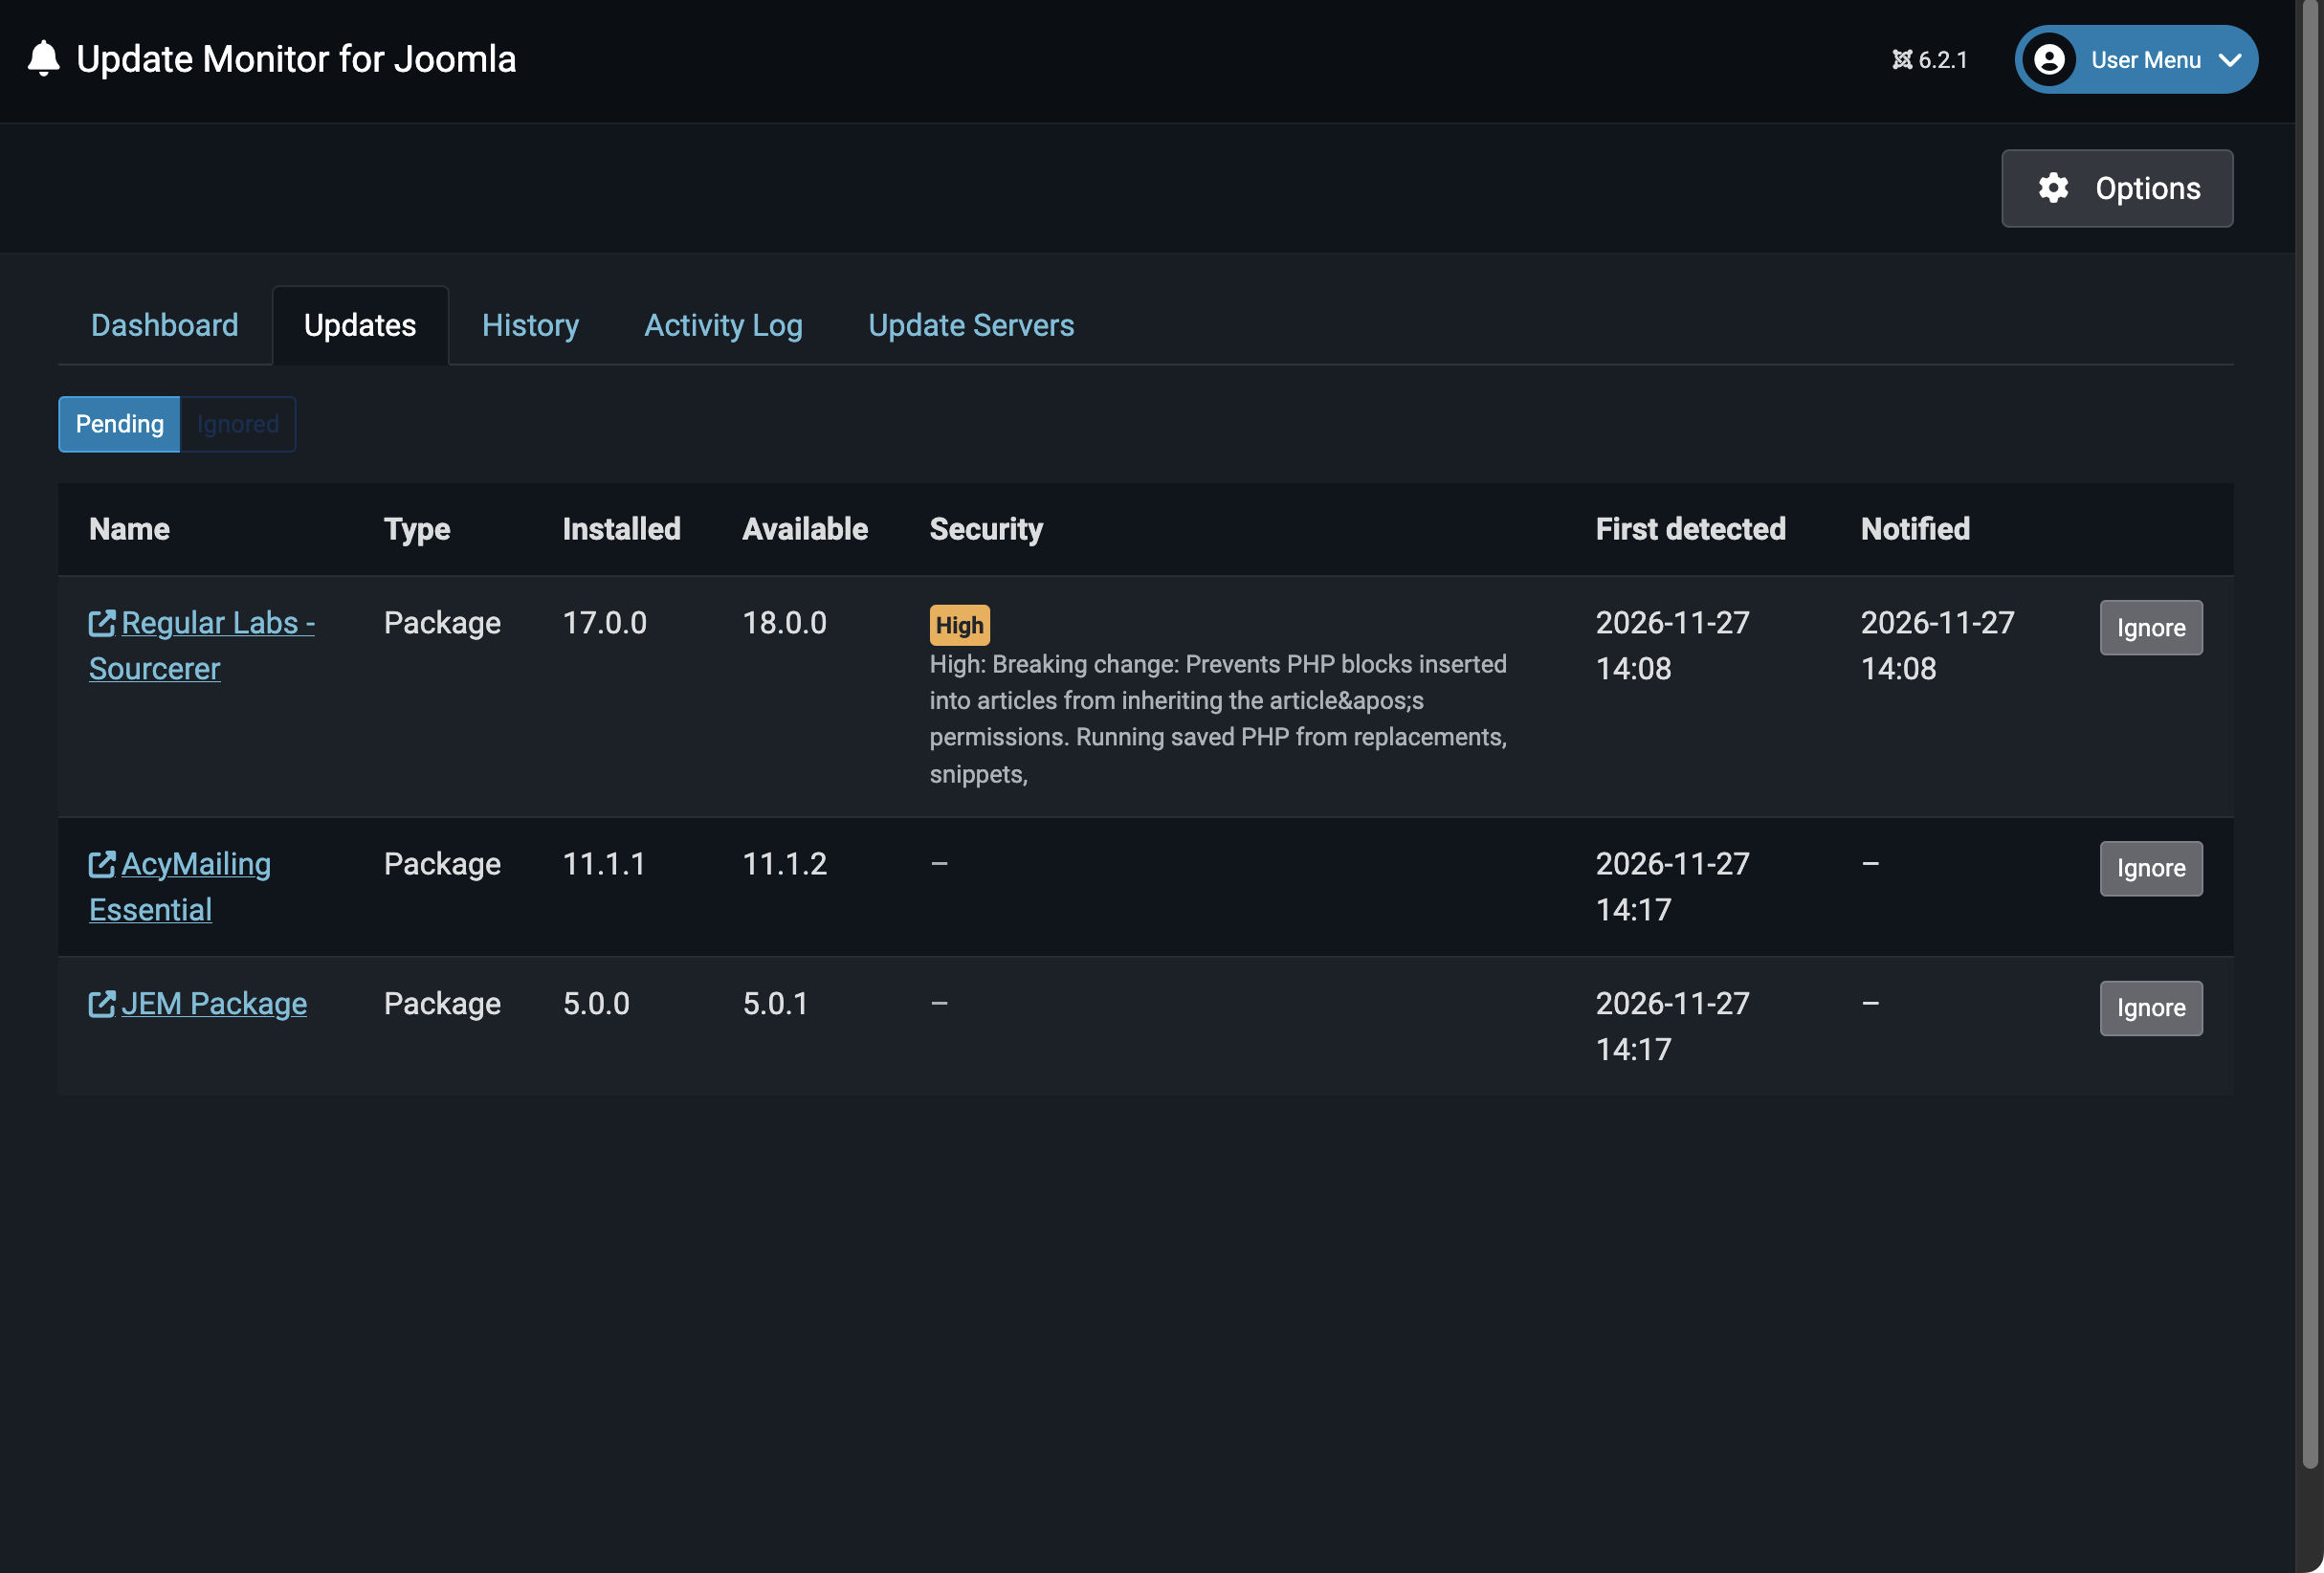 Update Monitor for Joomla
6.2.1
User Menu
Options
Dashboard
Updates
History
Activity Log
Update Servers
Pending
Ignored
Name
Type
Installed
Available
Security
First detected
Notified
Regular Labs -
Sourcerer
Package
17.0.0
18.0.0
High
High: Breaking change: Prevents PHP blocks inserted
into articles from inheriting the article&apos;s
permissions. Running saved PHP from replacements,
snippets,
2026-11-27
14:08
2026-11-27
14:08
Ignore
AcyMailing
Essential
Package
11.1.1
11.1.2
–
2026-11-27
14:17
–
Ignore
JEM Package
Package
5.0.0
5.0.1
–
2026-11-27
14:17
–
Ignore